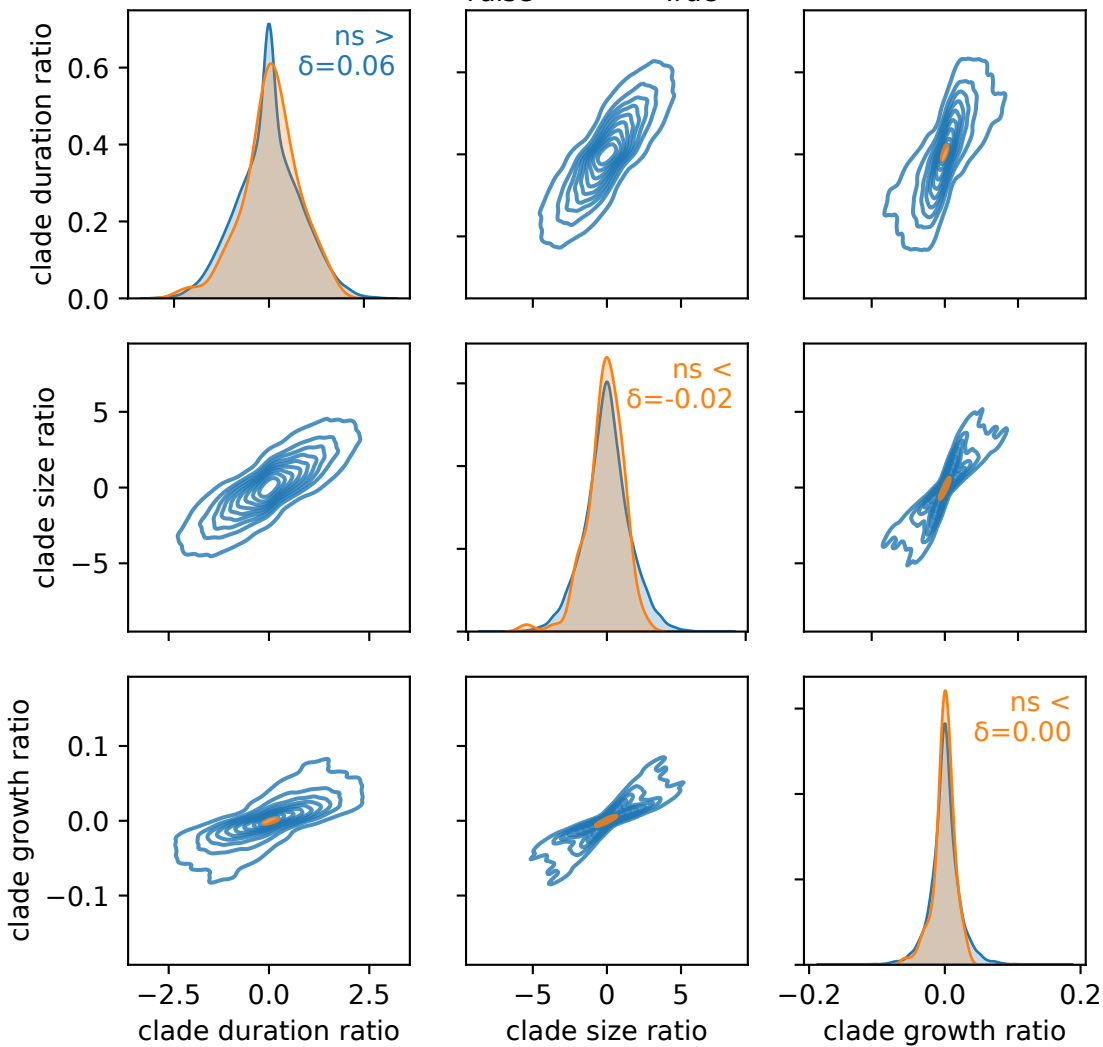 clade duration ratio
0.6
0.4
0.2
0.0
ns >
δ=0.06
clade size ratio
5
0
−5
ns <
δ=-0.02
clade growth ratio
0.1
0.0
−0.1
ns <
δ=0.00
−2.5 0.0 2.5
−5 0 5
−0.2 0.0 0.2
clade duration ratio
clade size ratio
clade growth ratio